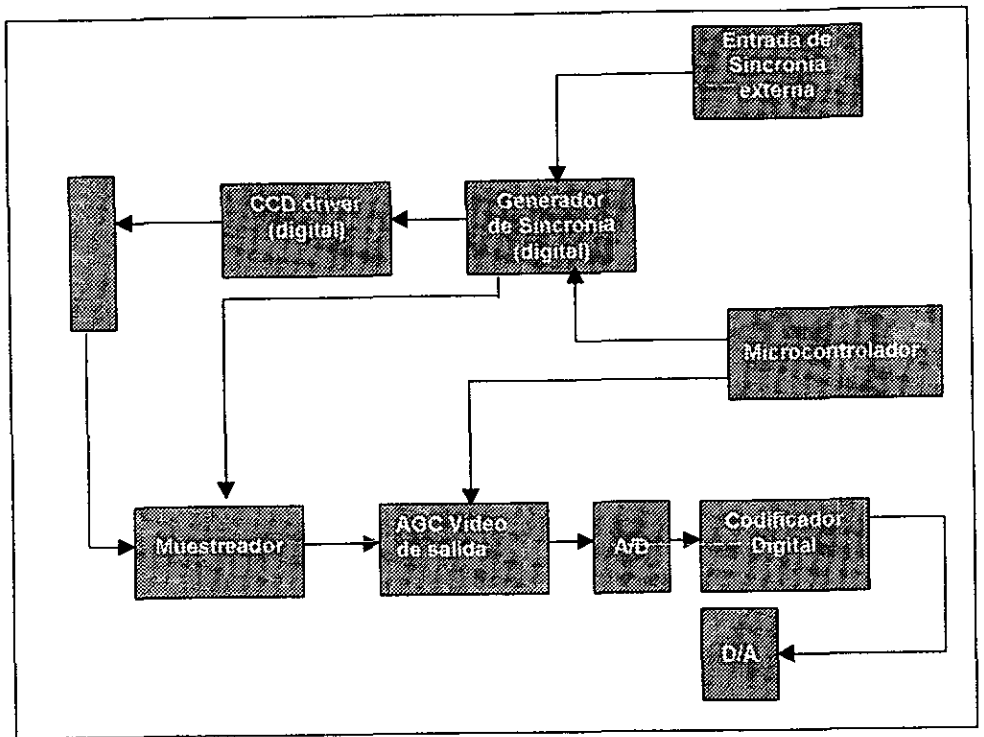 Entrada de
Sincronia
externa
CCD driver
(digital)
Generador
de Sincronia
(digital)
Microcontrolador
Muestreador
AGC Video
de salida
A/D
Codificador
Digital
D/A